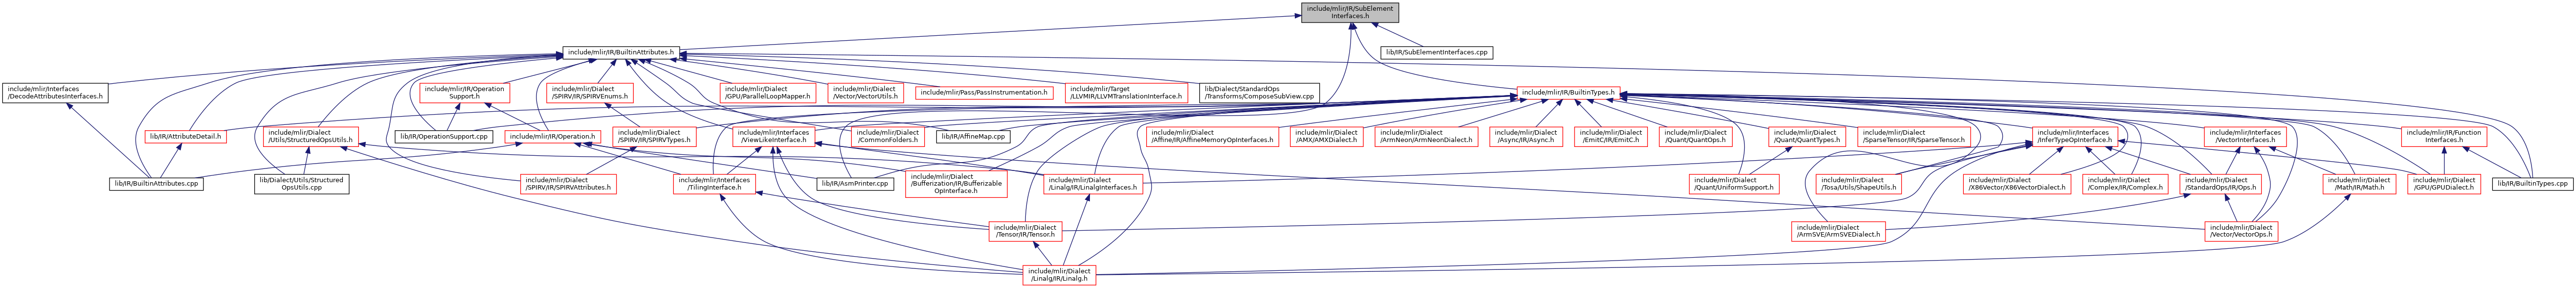 include/mlir/IR/SubElement
Interfaces.h
include/mlir/IR/BuiltinAttributes.h
lib/IR/SubElementInterfaces.cpp
include/mlir/Interfaces
/DecodeAttributesInterfaces.h
include/mlir/IR/Operation
Support.h
include/mlir/Dialect
/SPIRV/IR/SPIRVEnums.h
include/mlir/Dialect
/GPU/ParallelLoopMapper.h
include/mlir/Dialect
/Vector/VectorUtils.h
include/mlir/Pass/PassInstrumentation.h
include/mlir/Target
/LLVMIR/LLVMTranslationInterface.h
lib/Dialect/StandardOps
/Transforms/ComposeSubView.cpp
include/mlir/IR/BuiltinTypes.h
lib/IR/AttributeDetail.h
include/mlir/Dialect
/Utils/StructuredOpsUtils.h
lib/IR/OperationSupport.cpp
include/mlir/IR/Operation.h
include/mlir/Dialect
/SPIRV/IR/SPIRVTypes.h
include/mlir/Interfaces
/ViewLikeInterface.h
include/mlir/Dialect
/CommonFolders.h
lib/IR/AffineMap.cpp
include/mlir/Dialect
/Affine/IR/AffineMemoryOpInterfaces.h
include/mlir/Dialect
/AMX/AMXDialect.h
include/mlir/Dialect
/ArmNeon/ArmNeonDialect.h
include/mlir/Dialect
/Async/IR/Async.h
include/mlir/Dialect
/EmitC/IR/EmitC.h
include/mlir/Dialect
/Quant/QuantOps.h
include/mlir/Dialect
/Quant/QuantTypes.h
include/mlir/Dialect
/SparseTensor/IR/SparseTensor.h
include/mlir/Interfaces
/InferTypeOpInterface.h
include/mlir/Interfaces
/VectorInterfaces.h
include/mlir/IR/Function
Interfaces.h
lib/IR/BuiltinAttributes.cpp
lib/Dialect/Utils/Structured
OpsUtils.cpp
include/mlir/Dialect
/SPIRV/IR/SPIRVAttributes.h
include/mlir/Interfaces
/TilingInterface.h
lib/IR/AsmPrinter.cpp
include/mlir/Dialect
/Bufferization/IR/Bufferizable
OpInterface.h
include/mlir/Dialect
/Linalg/IR/LinalgInterfaces.h
include/mlir/Dialect
/Quant/UniformSupport.h
include/mlir/Dialect
/Tosa/Utils/ShapeUtils.h
include/mlir/Dialect
/X86Vector/X86VectorDialect.h
include/mlir/Dialect
/Complex/IR/Complex.h
include/mlir/Dialect
/StandardOps/IR/Ops.h
include/mlir/Dialect
/Math/IR/Math.h
include/mlir/Dialect
/GPU/GPUDialect.h
lib/IR/BuiltinTypes.cpp
include/mlir/Dialect
/Tensor/IR/Tensor.h
include/mlir/Dialect
/ArmSVE/ArmSVEDialect.h
include/mlir/Dialect
/Vector/VectorOps.h
include/mlir/Dialect
/Linalg/IR/Linalg.h